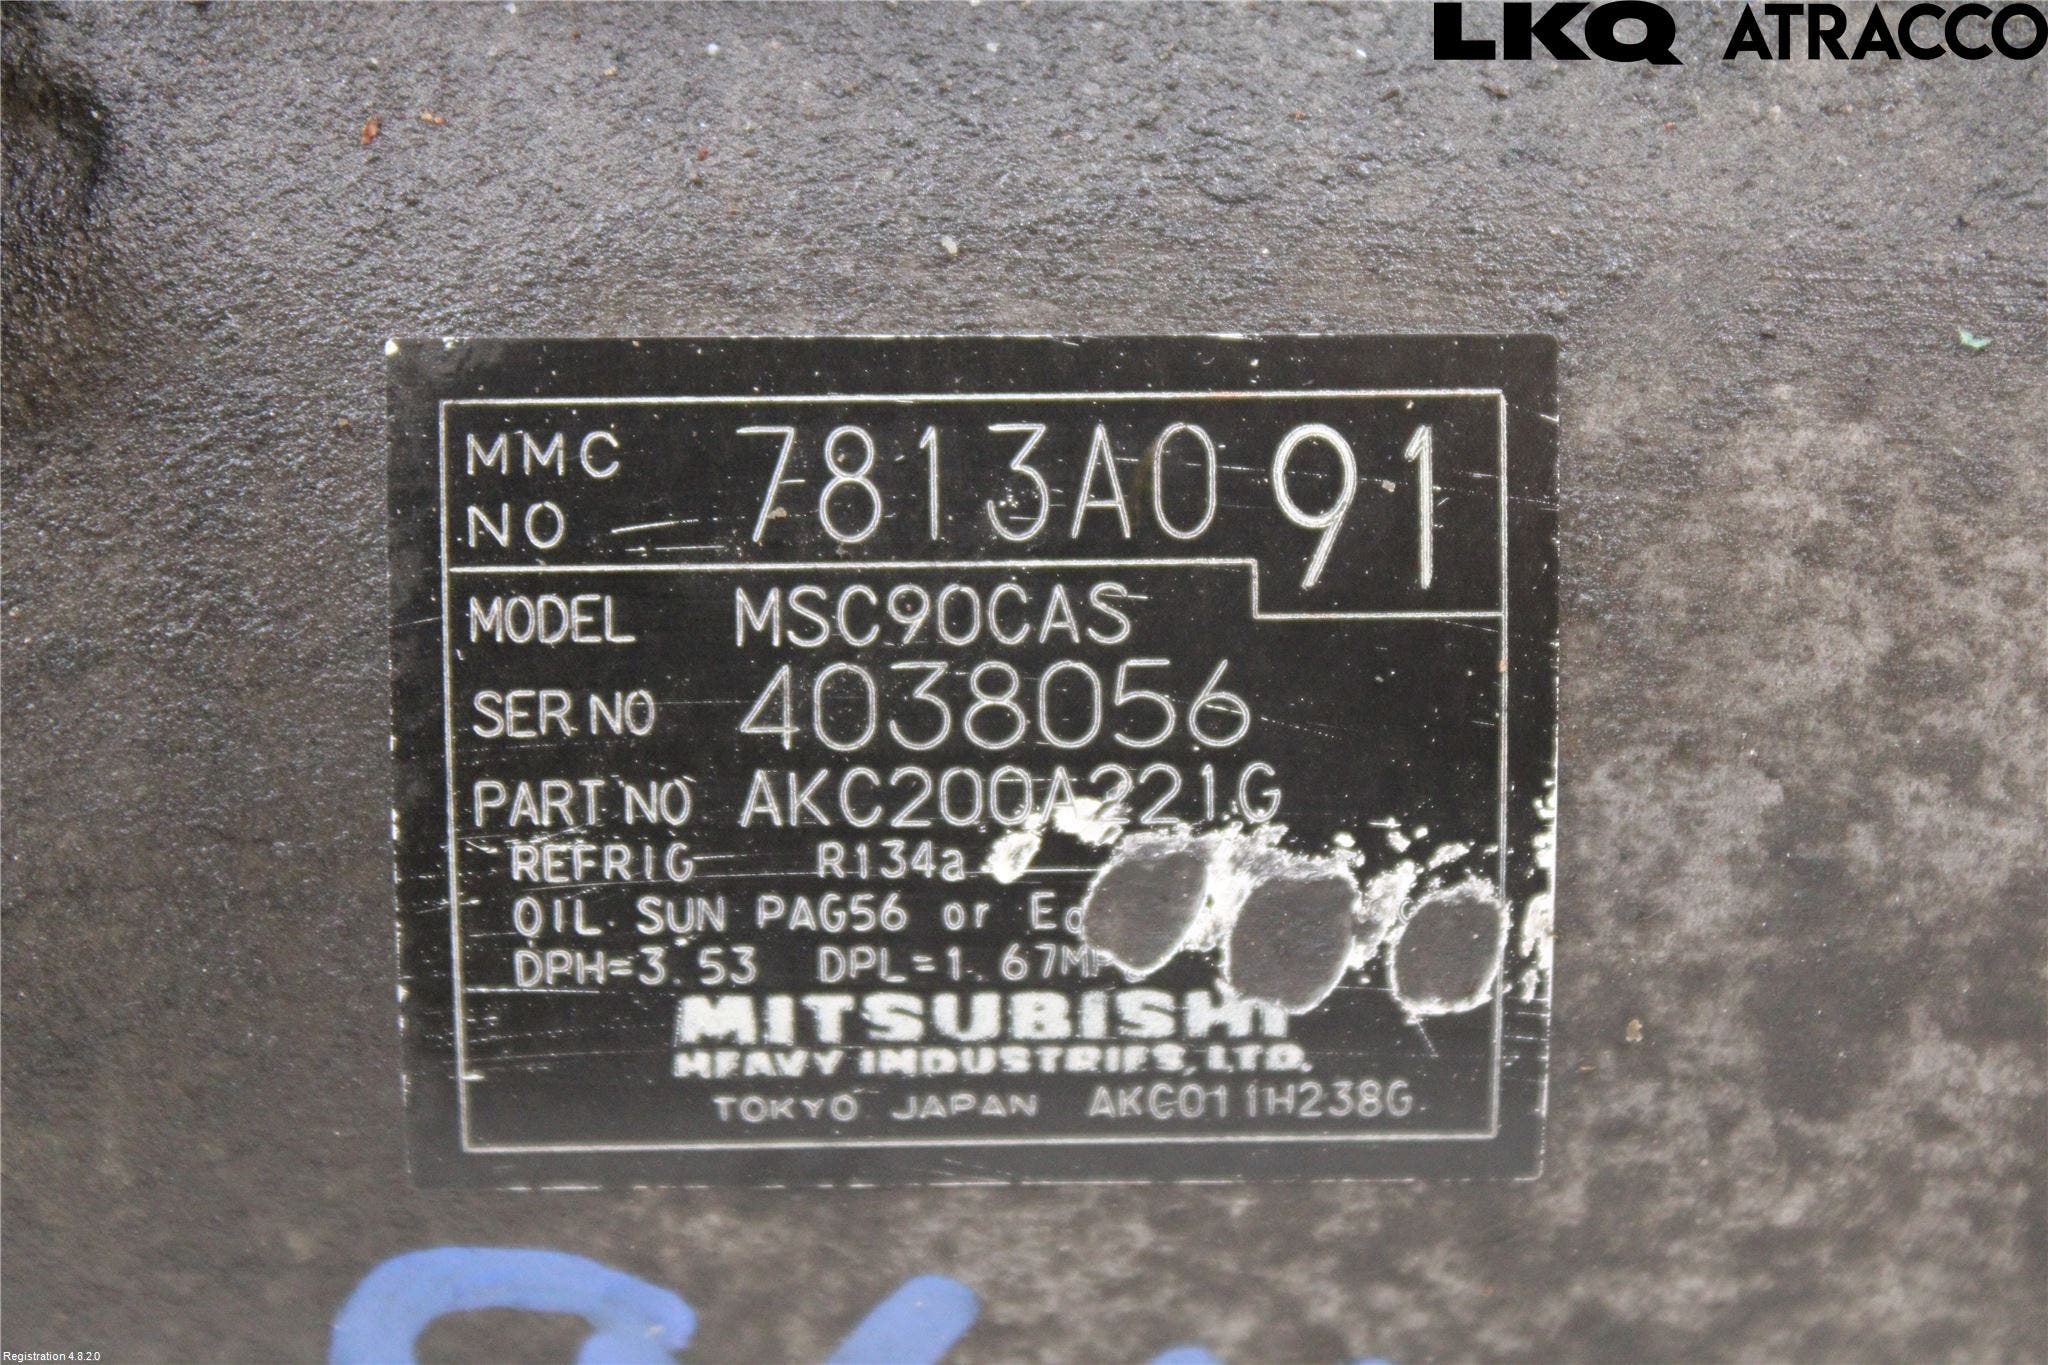 LKQ ATRACCO
MMC NO 7813A091
MODEL MSC90CAS
SER NO 4038056
PART NO AKC200A221G
REFRIG R134a
OIL SUN PAG56 or
DPH=3.53 DPL=1.67MPa
MITSUBISHI
HEAVY INDUSTRIES, LTD.
TOKYO JAPAN AKC011H238G
Registration 4.8.2.0